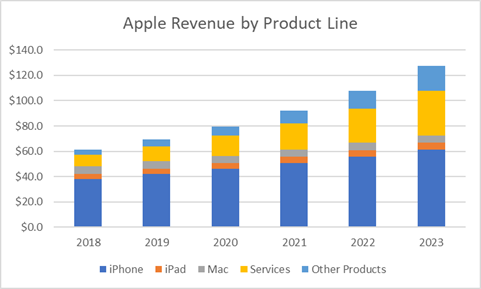 Apple Revenue by Product Line
$140.0
$120.0
$100.0
$80.0
$60.0
$40.0
$20.0
$0.0
2018 2019 2020 2021 2022 2023
iPhone iPad Mac Services Other Products